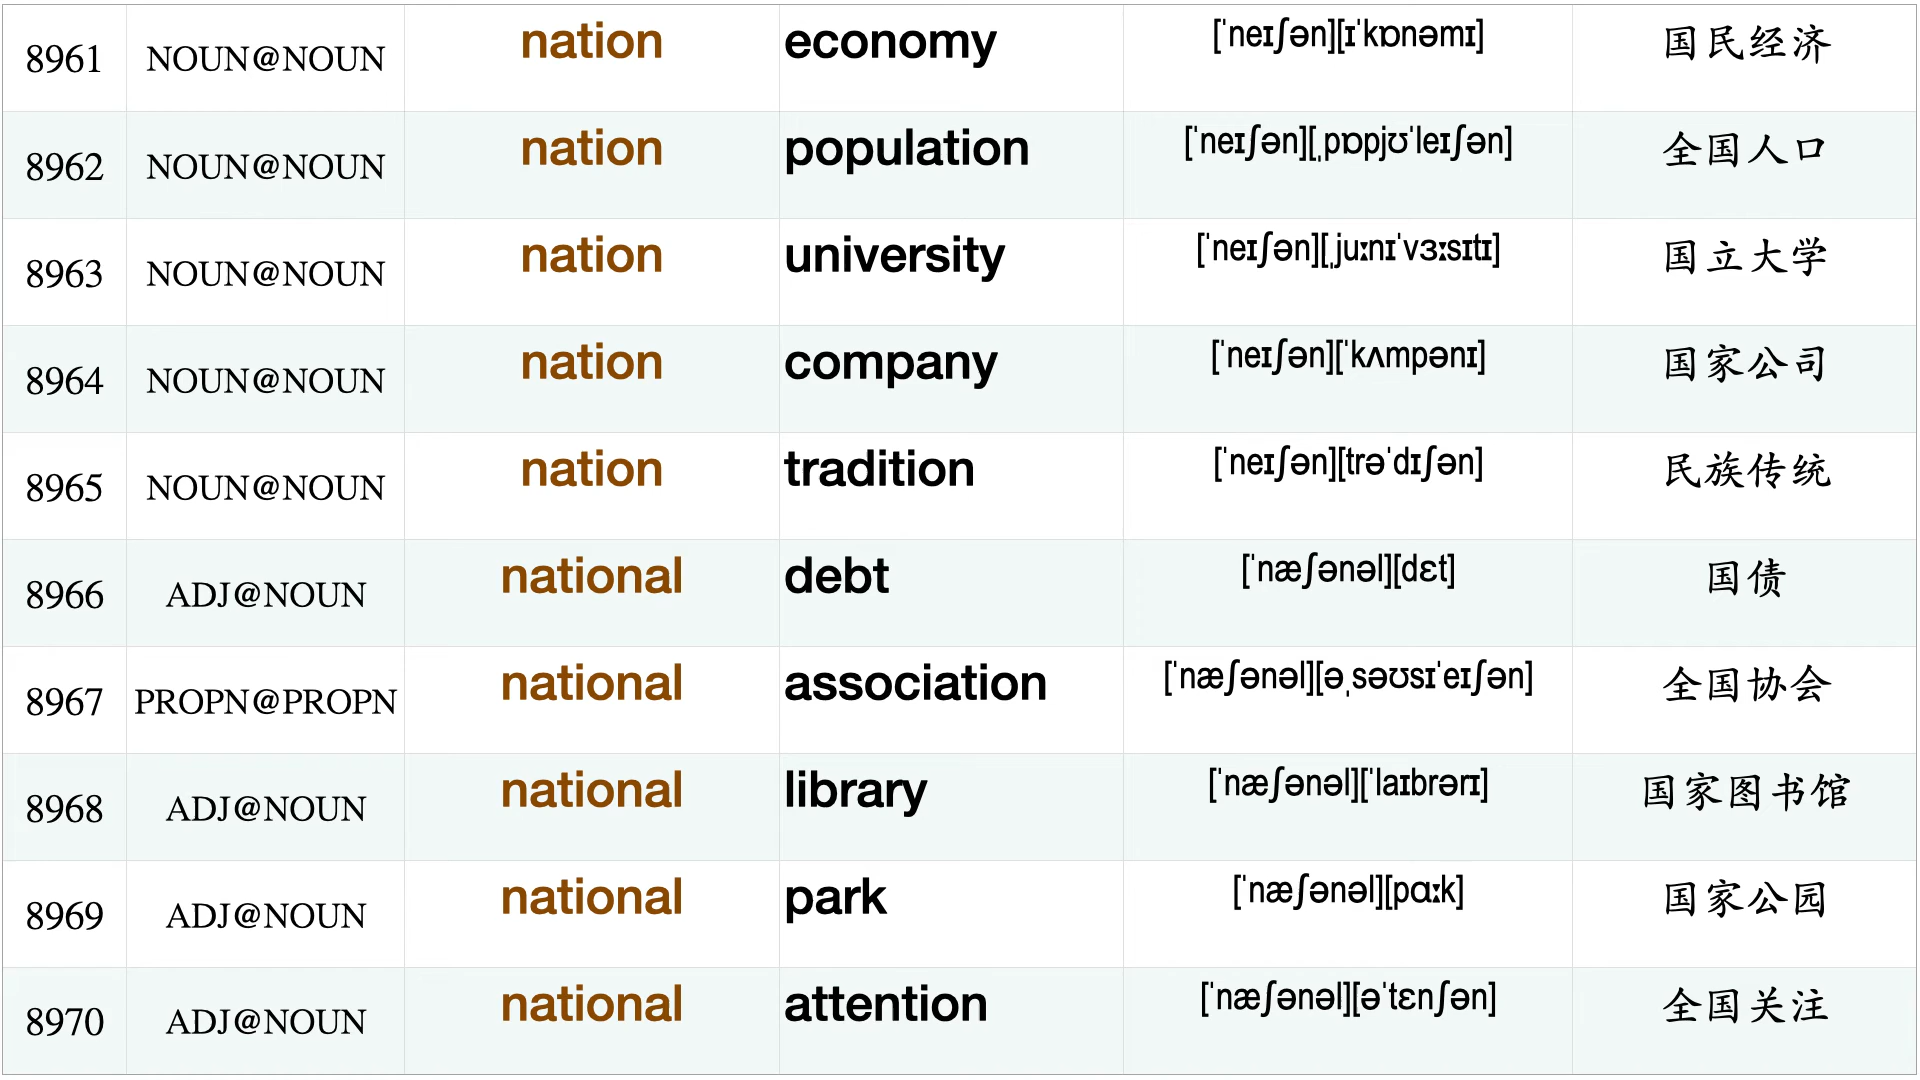 8961 NOUN@NOUN nation economy [ˈneɪʃən][ɪˈkɒnəmɪ] 国民经济
8962 NOUN@NOUN nation population [ˈneɪʃən][ˌpɒpjʊˈleɪʃən] 全国人口
8963 NOUN@NOUN nation university [ˈneɪʃən][ˌjuːnɪˈvɜːsɪtɪ] 国立大学
8964 NOUN@NOUN nation company [ˈneɪʃən][ˈkʌmpənɪ] 国家公司
8965 NOUN@NOUN nation tradition [ˈneɪʃən][trəˈdɪʃən] 民族传统
8966 ADJ@NOUN national debt [ˈnæʃənəl][dɛt] 国债
8967 PROPN@PROPN national association [ˈnæʃənəl][əˌsəʊsɪˈeɪʃən] 全国协会
8968 ADJ@NOUN national library [ˈnæʃənəl][ˈlaɪbrərɪ] 国家图书馆
8969 ADJ@NOUN national park [ˈnæʃənəl][pɑːk] 国家公园
8970 ADJ@NOUN national attention [ˈnæʃənəl][əˈtɛnʃən] 全国关注